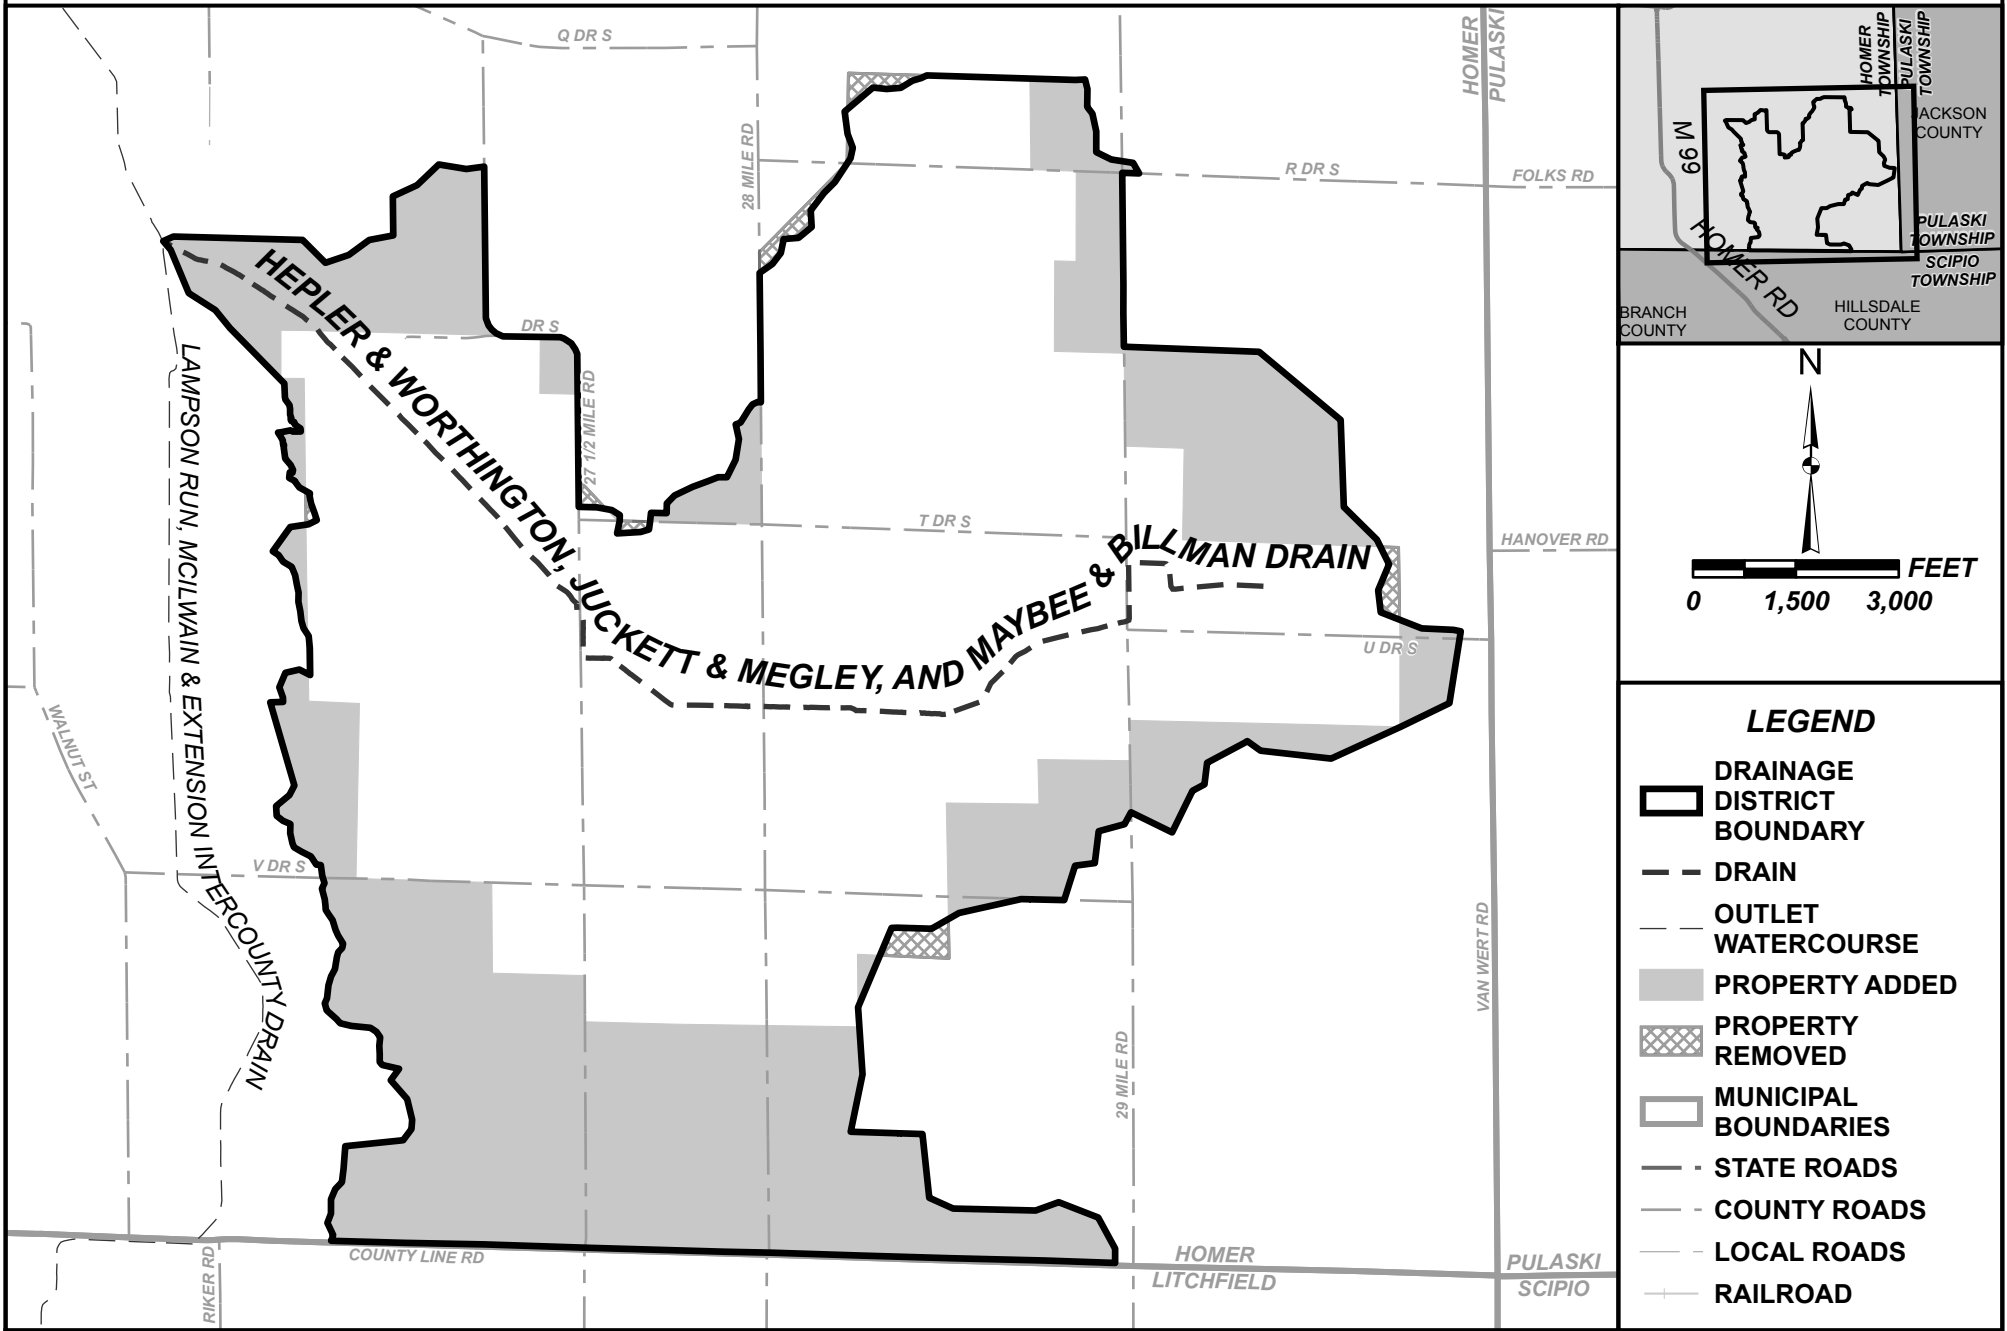 Q DR S
HOMER
PULASKI
28 MILE RD
R DR S
FOLKS RD
HEPLER & WORTHINGTON, JUCKETT & MEGLEY, AND MAYBEE & BILLMAN DRAIN
DR S
27 1/2 MILE RD
T DR S
HANOVER RD
U DR S
LAMPSON RUN, MCILWAIN & EXTENSION INTERCOUNTY DRAIN
WALNUT ST
V DR S
VAN WERT RD
29 MILE RD
COUNTY LINE RD
RIKER RD
HOMER
LITCHFIELD
PULASKI
SCIPIO
HOMER
TOWNSHIP
PULASKI
TOWNSHIP
JACKSON
COUNTY
M 99
HOMER RD
PULASKI
TOWNSHIP
SCIPIO
TOWNSHIP
BRANCH
COUNTY
HILLSDALE
COUNTY
N
FEET
0 1,500 3,000
LEGEND
DRAINAGE
DISTRICT
BOUNDARY
DRAIN
OUTLET
WATERCOURSE
PROPERTY ADDED
PROPERTY
REMOVED
MUNICIPAL
BOUNDARIES
STATE ROADS
COUNTY ROADS
LOCAL ROADS
RAILROAD